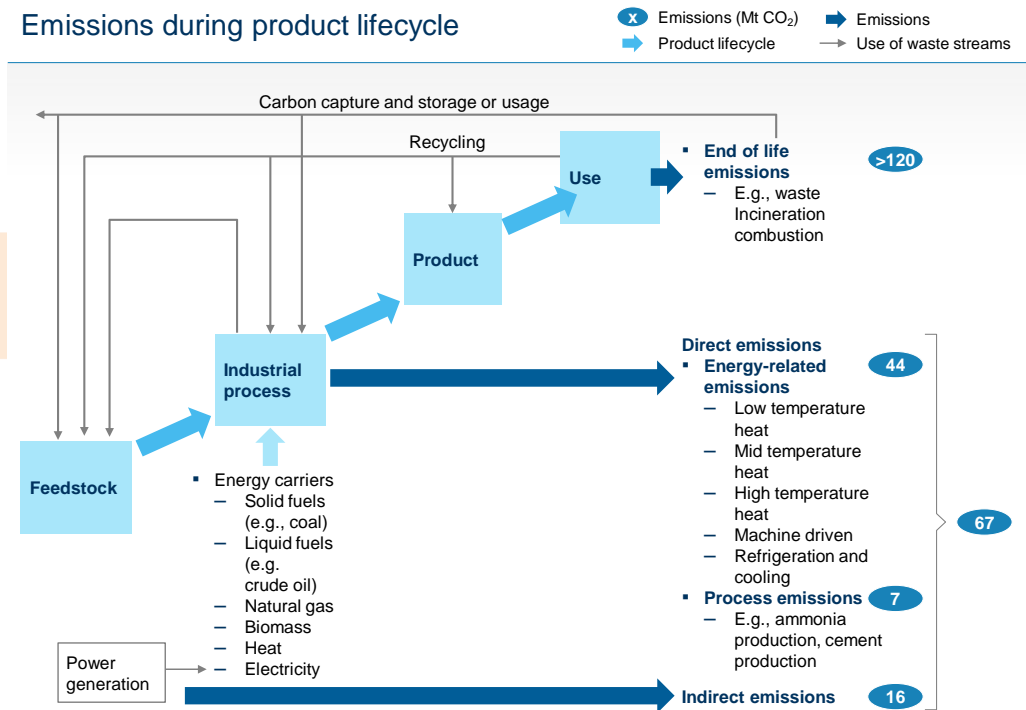 Emissions during product lifecycle
x Emissions (Mt CO₂)
Emissions
Product lifecycle
Use of waste streams
Carbon capture and storage or usage
Recycling
Use
▪ End of life
emissions
– E.g., waste
Incineration
combustion
>120
Product
Industrial
process
Feedstock
Direct emissions
▪ Energy-related
emissions
44
– Low temperature
heat
– Mid temperature
heat
– High temperature
heat
– Machine driven
– Refrigeration and
cooling
67
▪ Process emissions
7
– E.g., ammonia
production, cement
production
▪ Energy carriers
– Solid fuels
(e.g., coal)
– Liquid fuels
(e.g.
crude oil)
– Natural gas
– Biomass
– Heat
– Electricity
Power
generation
Indirect emissions
16